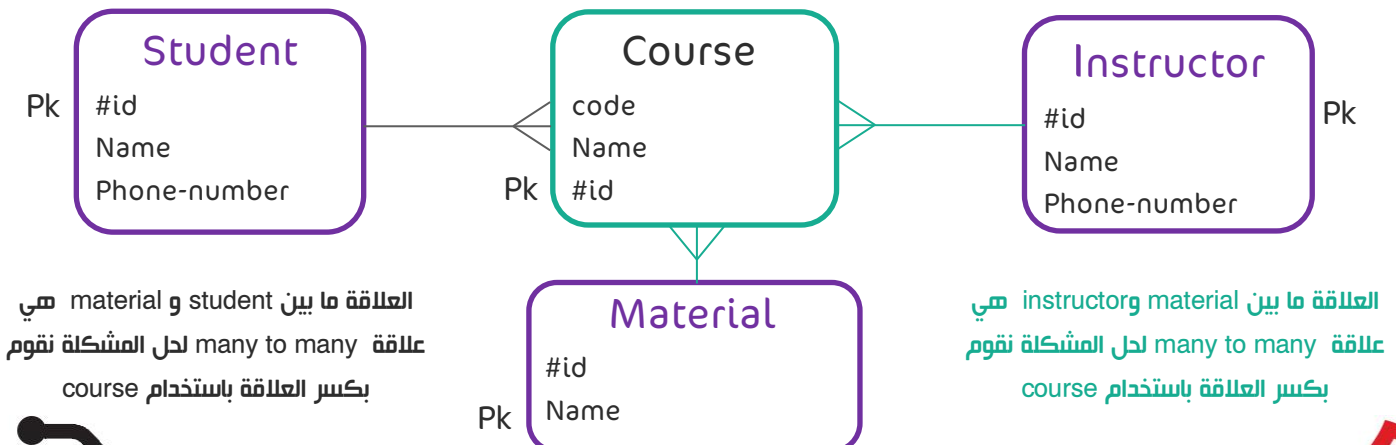 Student
Pk
#id
Name
Phone-number
Course
code
Name
Pk
#id
Instructor
#id
Pk
Name
Phone-number
العلاقة ما بين student و material هي
علاقة many to many لحل المشكلة نقوم
بكسر العلاقة باستخدام course
Material
#id
Pk
Name
العلاقة ما بين material وinstructor هي
علاقة many to many لحل المشكلة نقوم
بكسر العلاقة باستخدام course